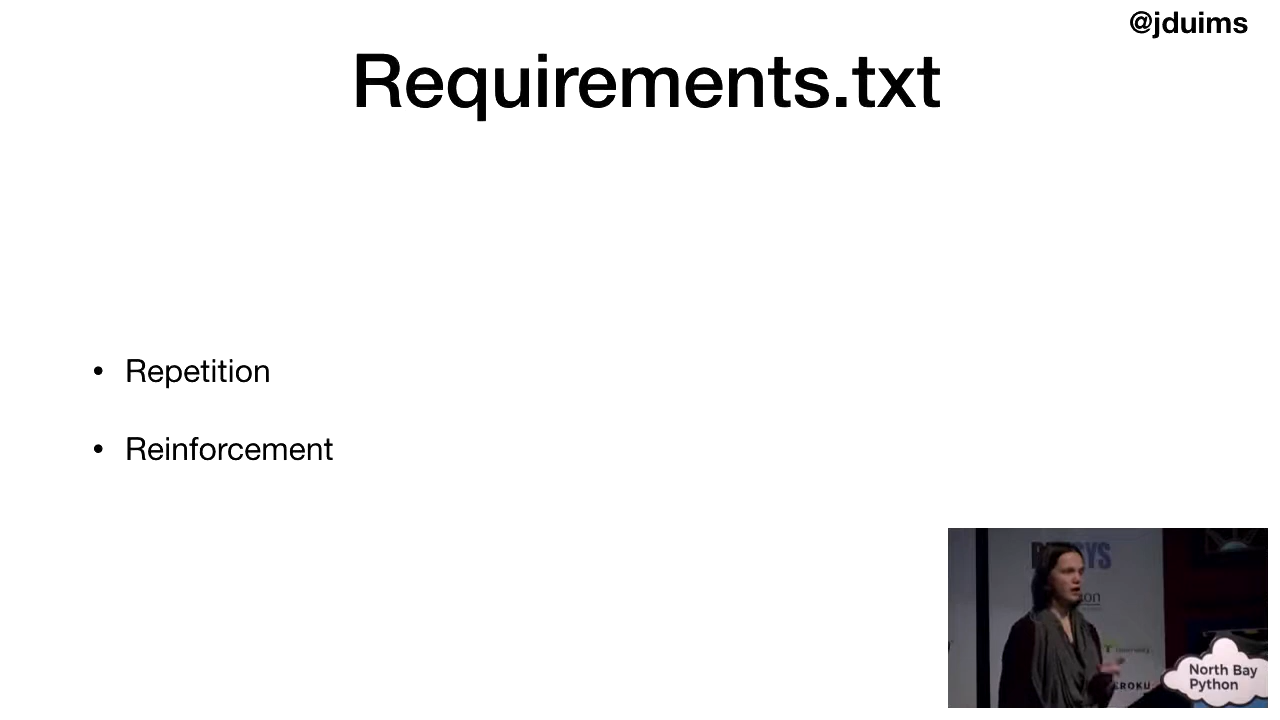 @jduims
Requirements.txt
• Repetition
• Reinforcement
North Bay
Python